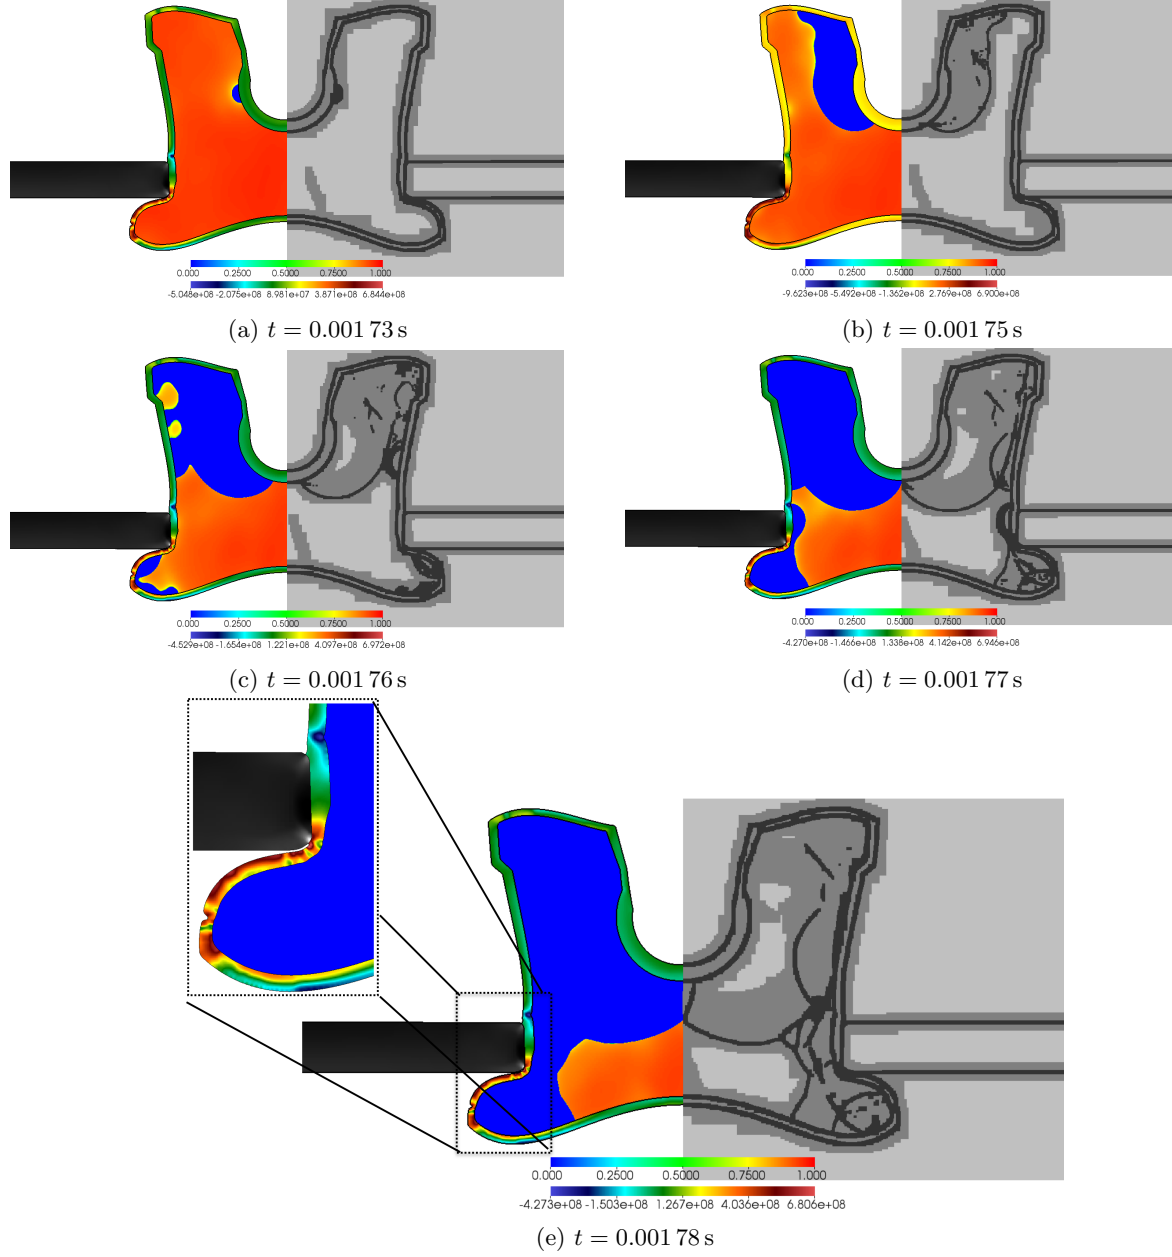 0.000 0.2500 0.5000 0.7500 1.000
-5.048e+08 -2.075e+08 8.981e+07 3.871e+08 6.844e+08
(a) t = 0.001 73 s
0.000 0.2500 0.5000 0.7500 1.000
-9.623e+08 -5.492e+08 -1.362e+08 2.769e+08 6.900e+08
(b) t = 0.001 75 s
0.000 0.2500 0.5000 0.7500 1.000
-4.529e+08 -1.654e+08 1.221e+08 4.097e+08 6.972e+08
(c) t = 0.001 76 s
0.000 0.2500 0.5000 0.7500 1.000
-4.270e+08 -1.466e+08 1.338e+08 4.142e+08 6.946e+08
(d) t = 0.001 77 s
0.000 0.2500 0.5000 0.7500 1.000
-4.273e+08 -1.503e+08 1.267e+08 4.036e+08 6.806e+08
(e) t = 0.001 78 s